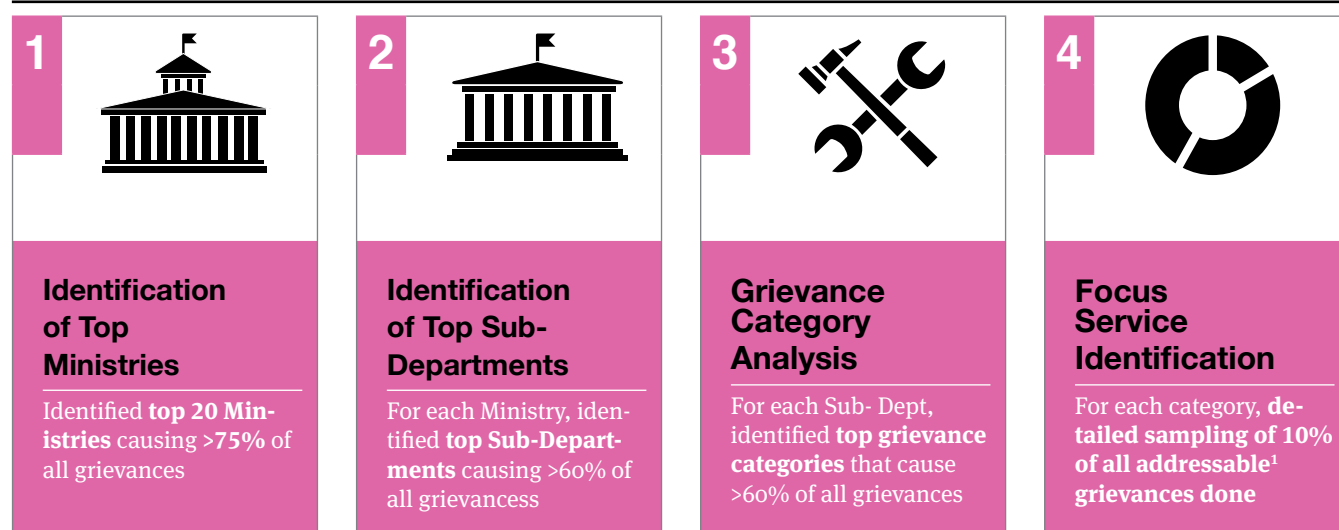 1
Identification
of Top
Ministries
Identified top 20 Min-
istries causing >75% of
all grievances
2
Identification
of Top Sub-
Departments
For each Ministry, iden-
tified top Sub-Depart-
ments causing >60% of
all grievancess
3
Grievance
Category
Analysis
For each Sub- Dept,
identified top grievance
categories that cause
>60% of all grievances
4
Focus
Service
Identification
For each category, de-
tailed sampling of 10%
of all addressable¹
grievances done